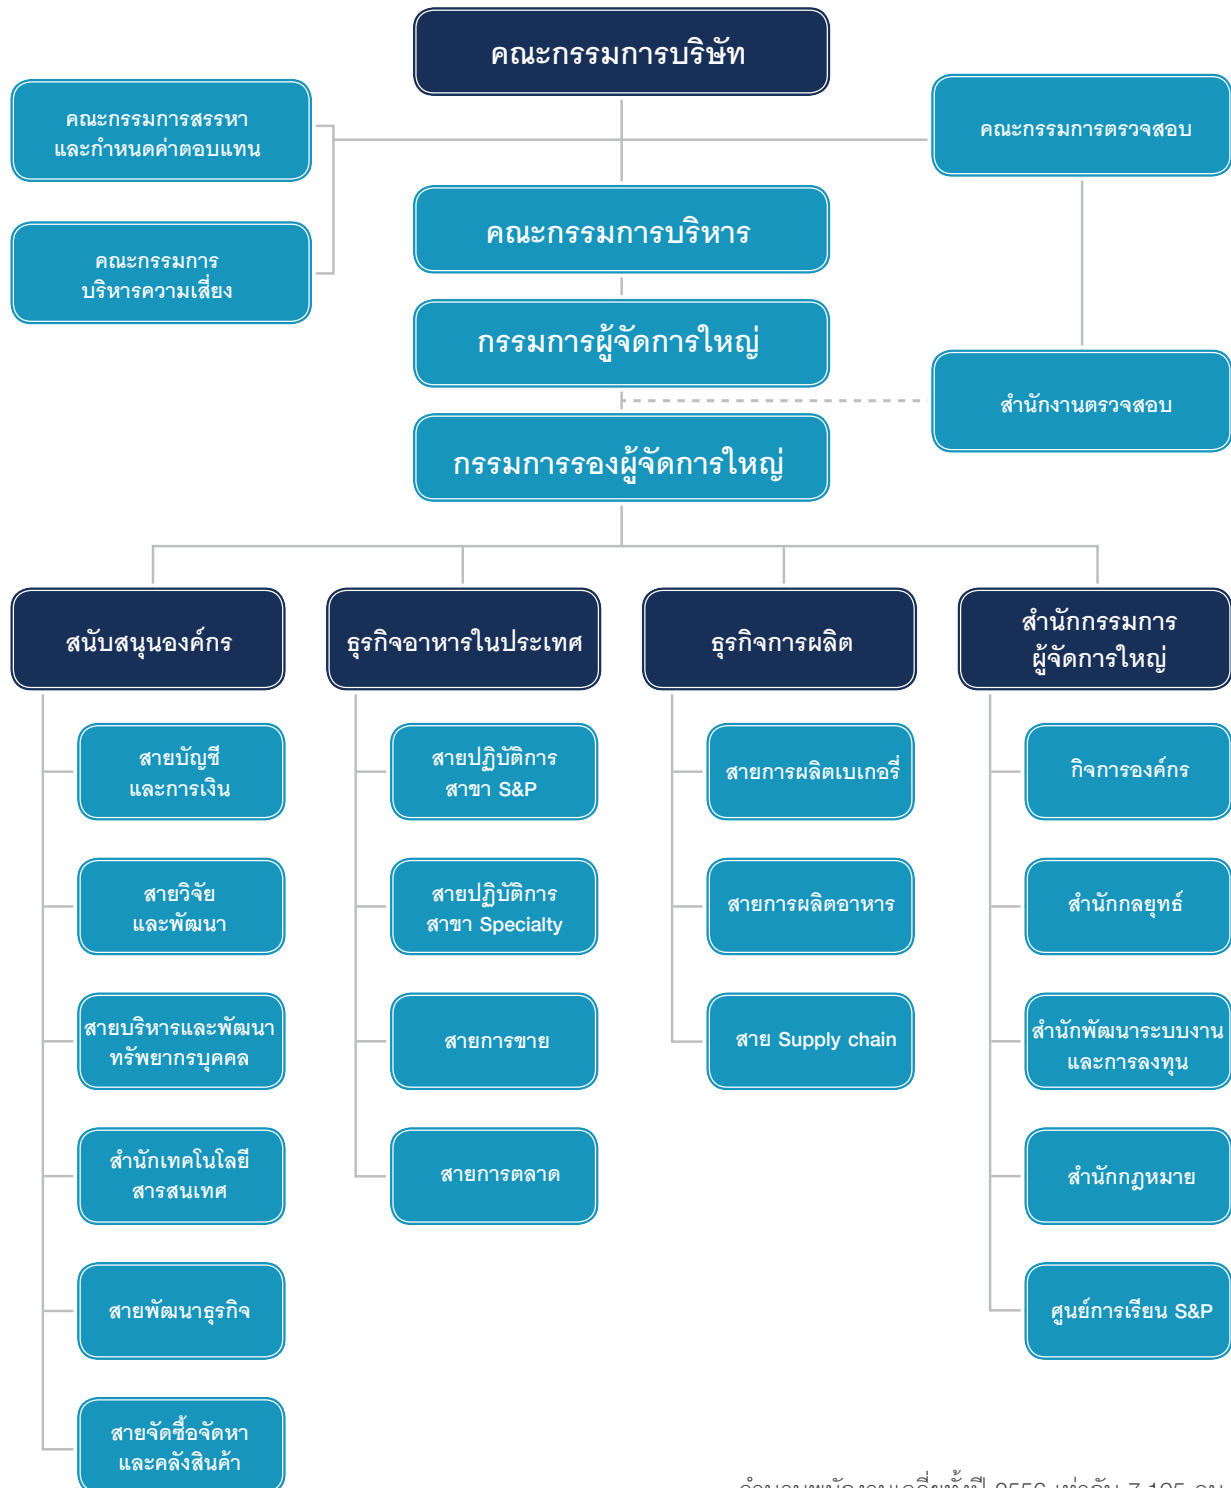 คณะกรรมการบริษัท
คณะกรรมการสรรหา
และกำหนดค่าตอบแทน
คณะกรรมการตรวจสอบ
คณะกรรมการบริหาร
คณะกรรมการ
บริหารความเสี่ยง
กรรมการผู้จัดการใหญ่
สำนักงานตรวจสอบ
กรรมการรองผู้จัดการใหญ่
สนับสนุนองค์กร
สายบัญชี
และการเงิน
สายวิจัย
และพัฒนา
สายบริหารและพัฒนา
ทรัพยากรบุคคล
สำนักเทคโนโลยี
สารสนเทศ
สายพัฒนาธุรกิจ
สายจัดซื้อจัดหา
และคลังสินค้า
ธุรกิจอาหารในประเทศ
สายปฏิบัติการ
สาขา S&P
สายปฏิบัติการ
สาขา Specialty
สายการขาย
สายการตลาด
ธุรกิจการผลิต
สายการผลิตเบเกอรี่
สายการผลิตอาหาร
สาย Supply chain
สำนักกรรมการ
ผู้จัดการใหญ่
กิจการองค์กร
สำนักกลยุทธ์
สำนักพัฒนาระบบงาน
และการลงทุน
สำนักกฎหมาย
ศูนย์การเรียน S&P